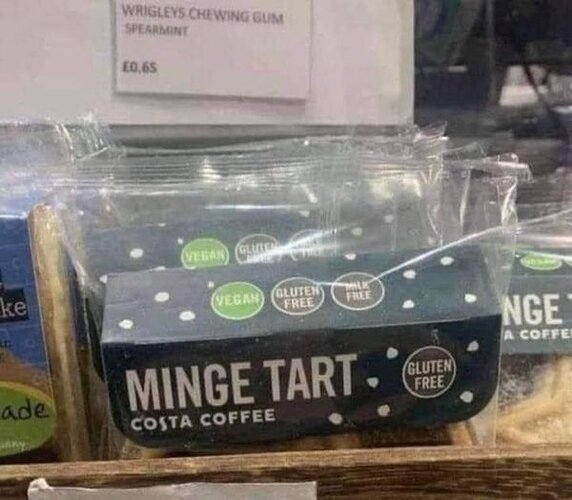 WRIGLEYS CHEWING GUM
SPEARMINT
£0.65
VEGAN
GLUTEN
VEGAN
GLUTEN
FREE
MILK
FREE
MINGE TART
COSTA COFFEE
GLUTEN
FREE
NGE T
A COFFE
ke
ade